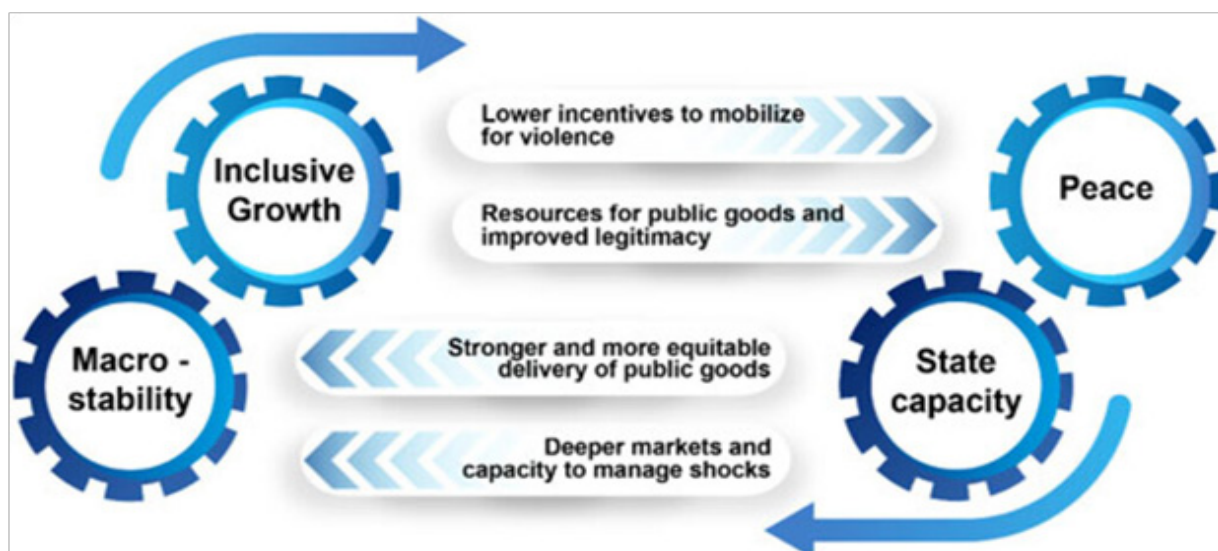 Inclusive
Growth
Macro -
stability
Lower incentives to mobilize
for violence
Resources for public goods and
improved legitimacy
Stronger and more equitable
delivery of public goods
Deeper markets and
capacity to manage shocks
Peace
State
capacity